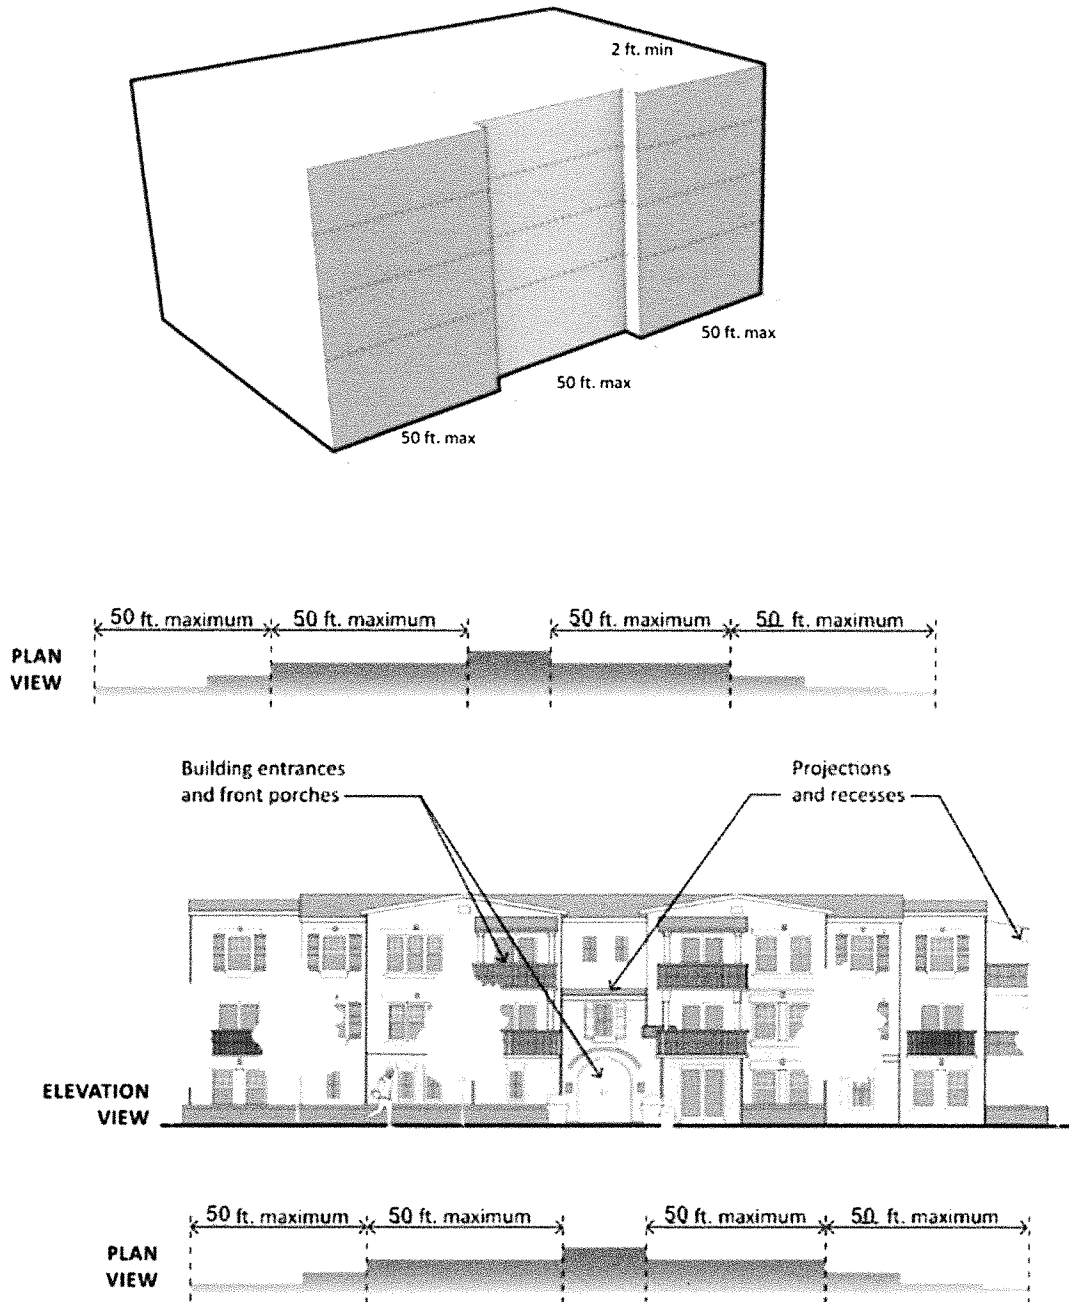 2 ft. min
50 ft. max
50 ft. max
50 ft. max
50 ft. maximum 50 ft. maximum 50 ft. maximum 50 ft. maximum
PLAN
VIEW
Building entrances
and front porches
Projections
and recesses
ELEVATION
VIEW
50 ft. maximum 50 ft. maximum 50 ft. maximum 50 ft. maximum
PLAN
VIEW